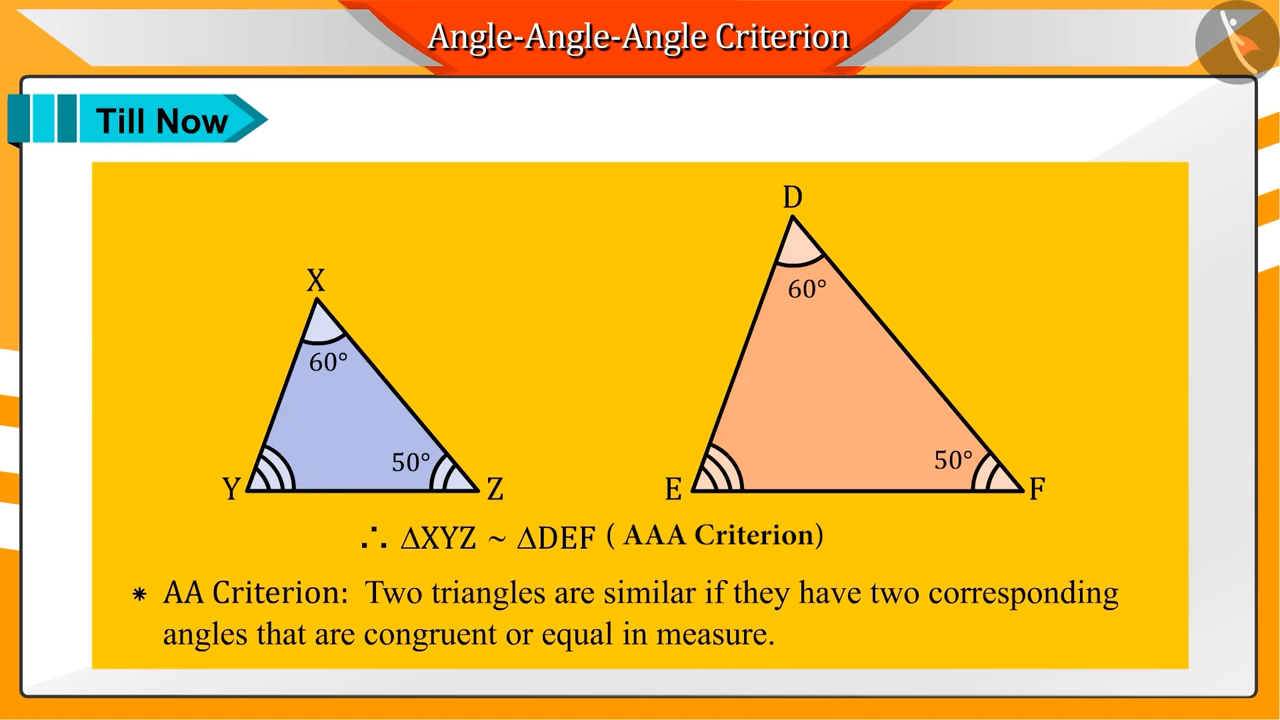 Angle-Angle-Angle Criterion
Till Now
D
X
60°
60°
50°
50°
Y
Z
E
F
∴ ΔXYZ ~ ΔDEF ( AAA Criterion)
* AA Criterion: Two triangles are similar if they have two corresponding
angles that are congruent or equal in measure.